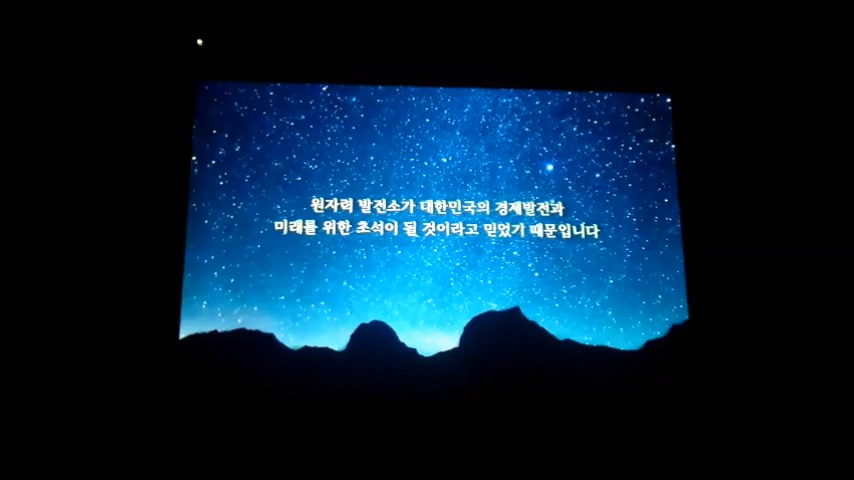 원자력 발전소가 대한민국의 경제발전과
미래를 위한 초석이 될 것이라고 믿었기 때문입니다